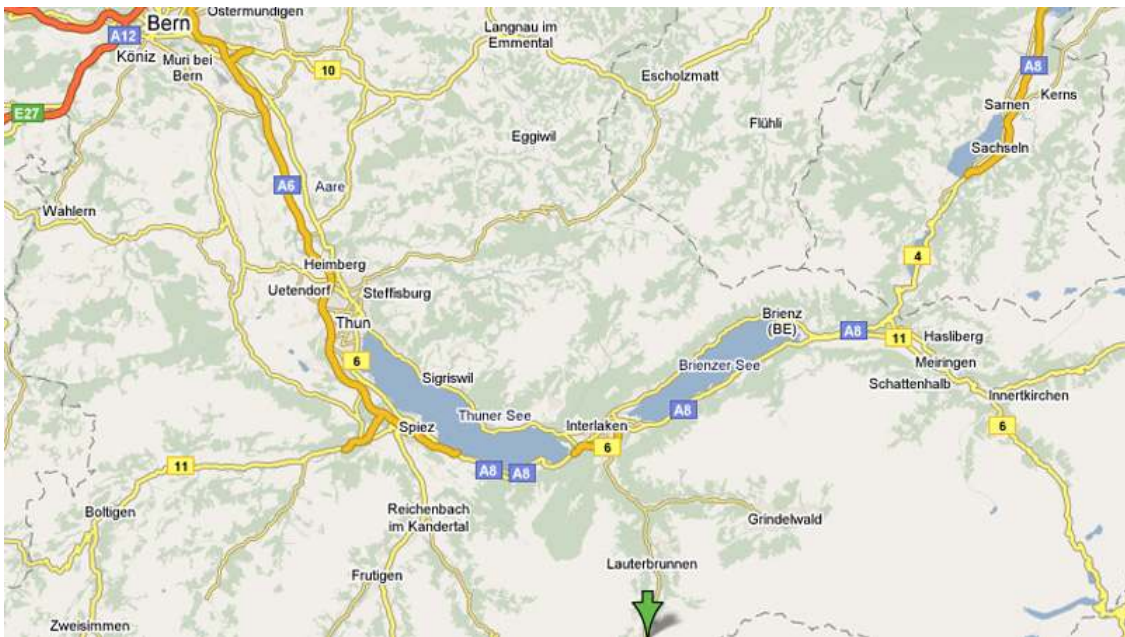 Ostermundigen
Bern
A12
Köniz
Muri bei
Bern
10
Langnau im
Emmental
Escholzmatt
A8
Kerns
Sarnen
E27
Eggiwil
Flühli
Sachseln
A6
Aare
Wahlern
4
Heimberg
Uetendorf
Steffisburg
Thun
Brienz
(BE)
A8
11
Hasliberg
6
Sigriswil
Brienzer See
Meiringen
Schattenhalb
Innertkirchen
Thuner See
A8
Spiez
Interlaken
6
6
11
A8
A8
Boltigen
Reichenbach
im Kandertal
Grindelwald
Lauterbrunnen
Frutigen
Zweisimmen